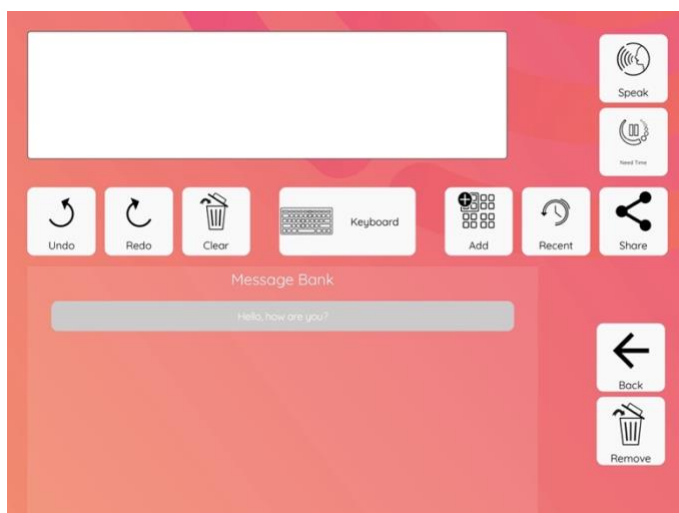 Speak
Need Time
Undo
Redo
Clear
Keyboard
Add
Recent
Share
Message Bank
Hello, how are you?
Back
Remove